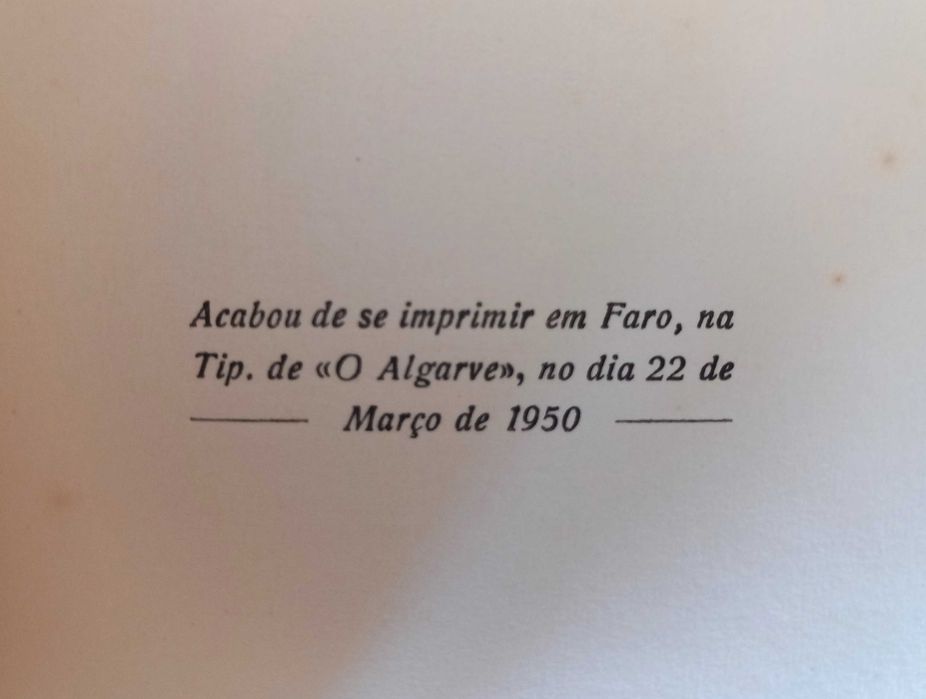 Acabou de se imprimir em Faro, na
Tip. de «O Algarve», no dia 22 de
Março de 1950